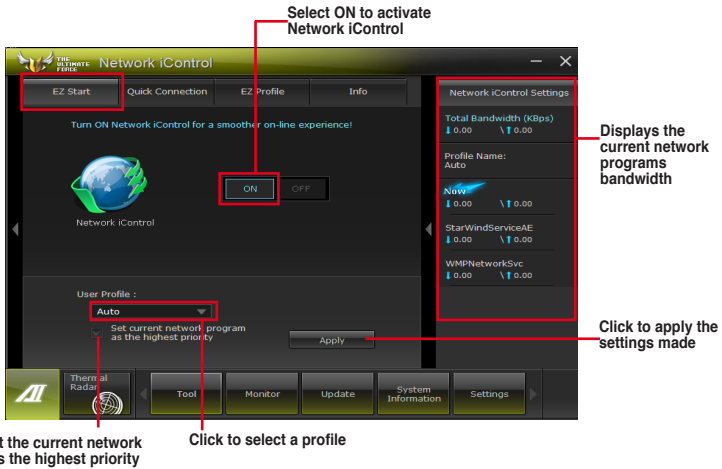 Select ON to activate
Network iControl
THE
ULTIMATE
FORCE
Network iControl
EZ Start
Quick Connection
EZ Profile
Info
Network iControl Settings
Turn ON Network iControl for a smoother on-line experience!
ON
OFF
Network iControl
Total Bandwidth (KBps)
0.00 \ 0.00
Profile Name:
Auto
Now
0.00 \ 0.00
StarWindServiceAE
0.00 \ 0.00
WMPNetworkSvc
0.00 \ 0.00
Displays the
current network
programs
bandwidth
User Profile :
Auto
Set current network program
as the highest priority
Apply
Click to apply the
settings made
AI
Thermal
Radar
Tool
Monitor
Update
System
Information
Settings
t the current network
s the highest priority
Click to select a profile